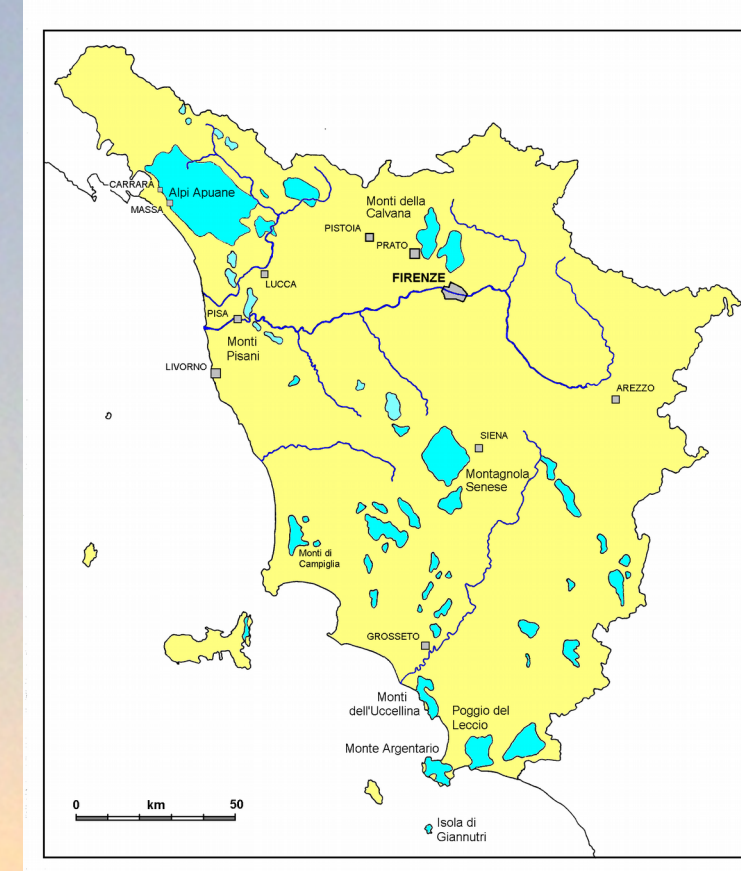 CARRARA
Alpi Apuane
MASSA
Monti della
Calvana
PISTOIA
PRATO
FIRENZE
LUCCA
PISA
Monti
Pisani
LIVORNO
AREZZO
SIENA
Montagnola
Senese
Monti di
Campiglia
GROSSETO
Monti
dell'Uccellina
Poggio del
Leccio
Monte Argentario
0 km 50
Isola di
Giannutri